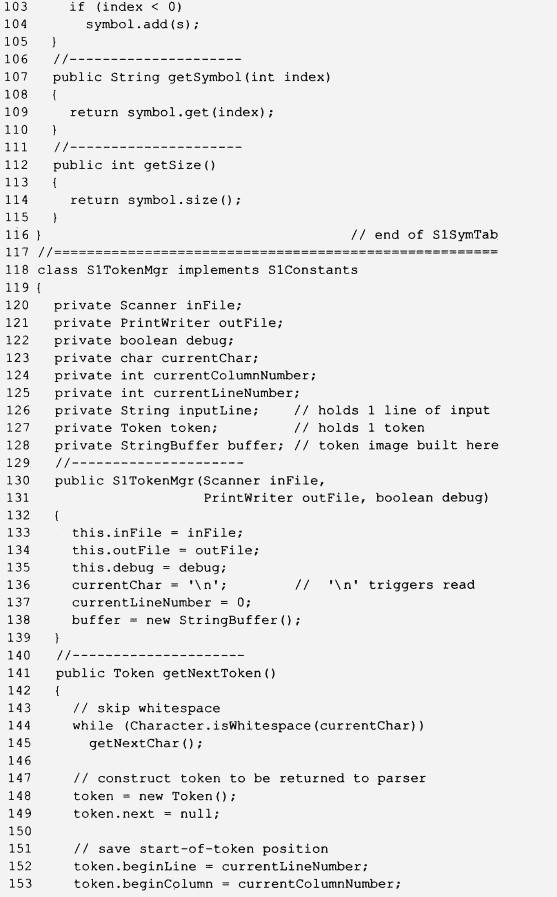 103     if (index < 0)
104       symbol.add(s);
105   }
106   //---------------------
107   public String getSymbol(int index)
108   {
109     return symbol.get(index);
110   }
111   //---------------------
112   public int getSize()
113   {
114     return symbol.size();
115   }
116 }                                    // end of S1SymTab
117 //====================================================
118 class S1TokenMgr implements S1Constants
119 {
120   private Scanner inFile;
121   private PrintWriter outFile;
122   private boolean debug;
123   private char currentChar;
124   private int currentColumnNumber;
125   private int currentLineNumber;
126   private String inputLine;    // holds 1 line of input
127   private Token token;         // holds 1 token
128   private StringBuffer buffer; // token image built here
129   //---------------------
130   public S1TokenMgr(Scanner inFile,
131                    PrintWriter outFile, boolean debug)
132   {
133     this.inFile = inFile;
134     this.outFile = outFile;
135     this.debug = debug;
136     currentChar = '\n';        //  '\n' triggers read
137     currentLineNumber = 0;
138     buffer = new StringBuffer();
139   }
140   //---------------------
141   public Token getNextToken()
142   {
143     // skip whitespace
144     while (Character.isWhitespace(currentChar))
145       getNextChar();
146
147     // construct token to be returned to parser
148     token = new Token();
149     token.next = null;
150
151     // save start-of-token position
152     token.beginLine = currentLineNumber;
153     token.beginColumn = currentColumnNumber;